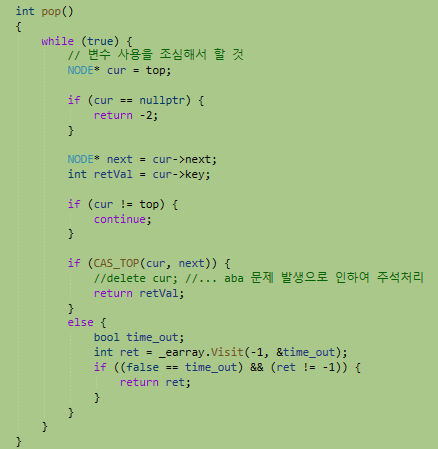 int pop()
{
    while (true) {
        // 변수 사용을 조심해서 할 것
        NODE* cur = top;

        if (cur == nullptr) {
            return -2;
        }

        NODE* next = cur->next;
        int retVal = cur->key;

        if (cur != top) {
            continue;
        }

        if (CAS_TOP(cur, next)) {
            //delete cur; //... aba 문제 발생으로 인하여 주석처리
            return retVal;
        }
        else {
            bool time_out;
            int ret = _earray.Visit(-1, &time_out);
            if ((false == time_out) && (ret != -1)) {
                return ret;
            }
        }
    }
}